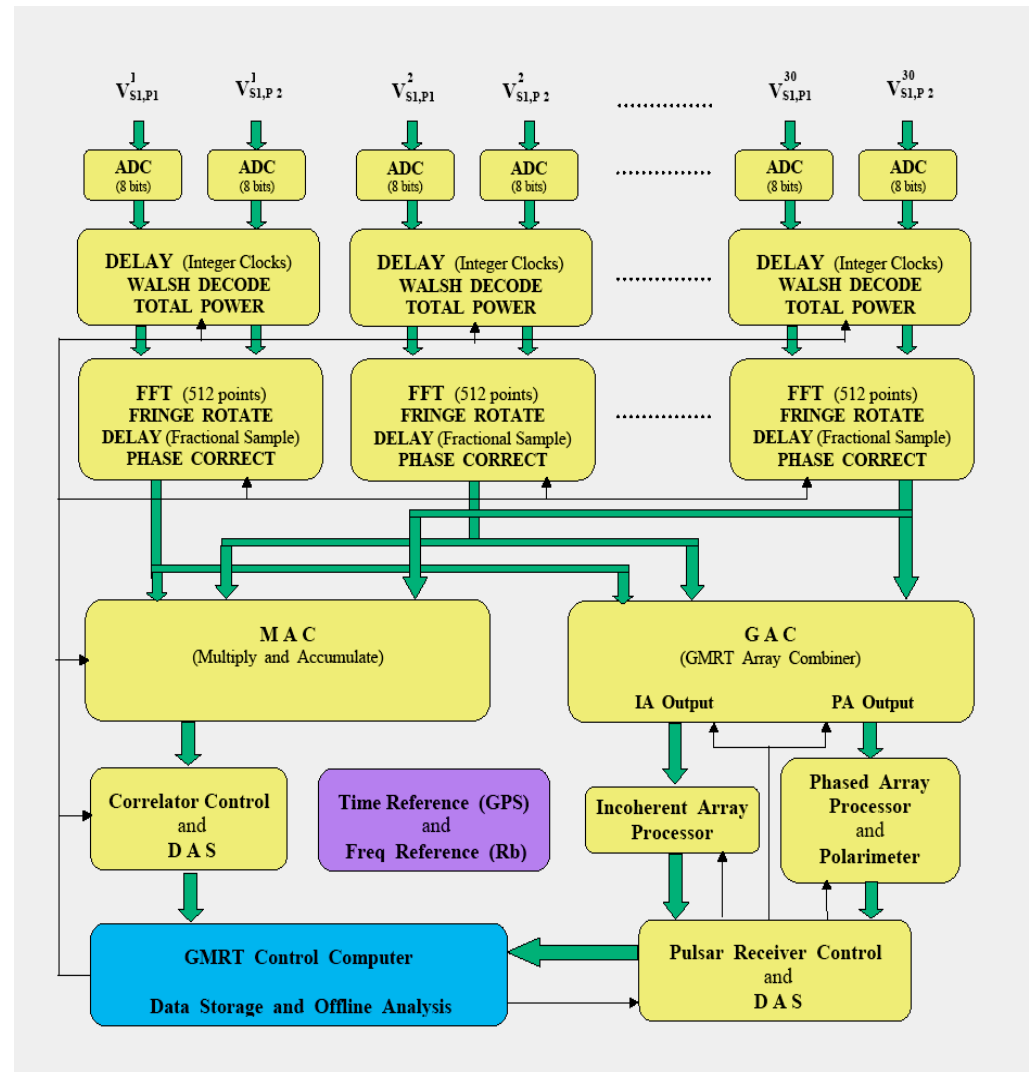 V¹S1,P1 V¹S1,P 2 V²S1,P1 V²S1,P 2 ................ V³⁰S1,P1 V³⁰S1,P 2
ADC ADC ADC ADC ................ ADC ADC
(8 bits) (8 bits) (8 bits) (8 bits) (8 bits) (8 bits)
DELAY (Integer Clocks)
WALSH DECODE
TOTAL POWER
DELAY (Integer Clocks)
WALSH DECODE
TOTAL POWER
................
DELAY (Integer Clocks)
WALSH DECODE
TOTAL POWER
FFT (512 points)
FRINGE ROTATE
DELAY (Fractional Sample)
PHASE CORRECT
FFT (512 points)
FRINGE ROTATE
DELAY (Fractional Sample)
PHASE CORRECT
................
FFT (512 points)
FRINGE ROTATE
DELAY (Fractional Sample)
PHASE CORRECT
M A C
(Multiply and Accumulate)
G A C
(GMRT Array Combiner)
IA Output PA Output
Correlator Control
and
D A S
Time Reference (GPS)
and
Freq Reference (Rb)
Incoherent Array
Processor
Phased Array
Processor
and
Polarimeter
GMRT Control Computer
Data Storage and Offline Analysis
Pulsar Receiver Control
and
D A S